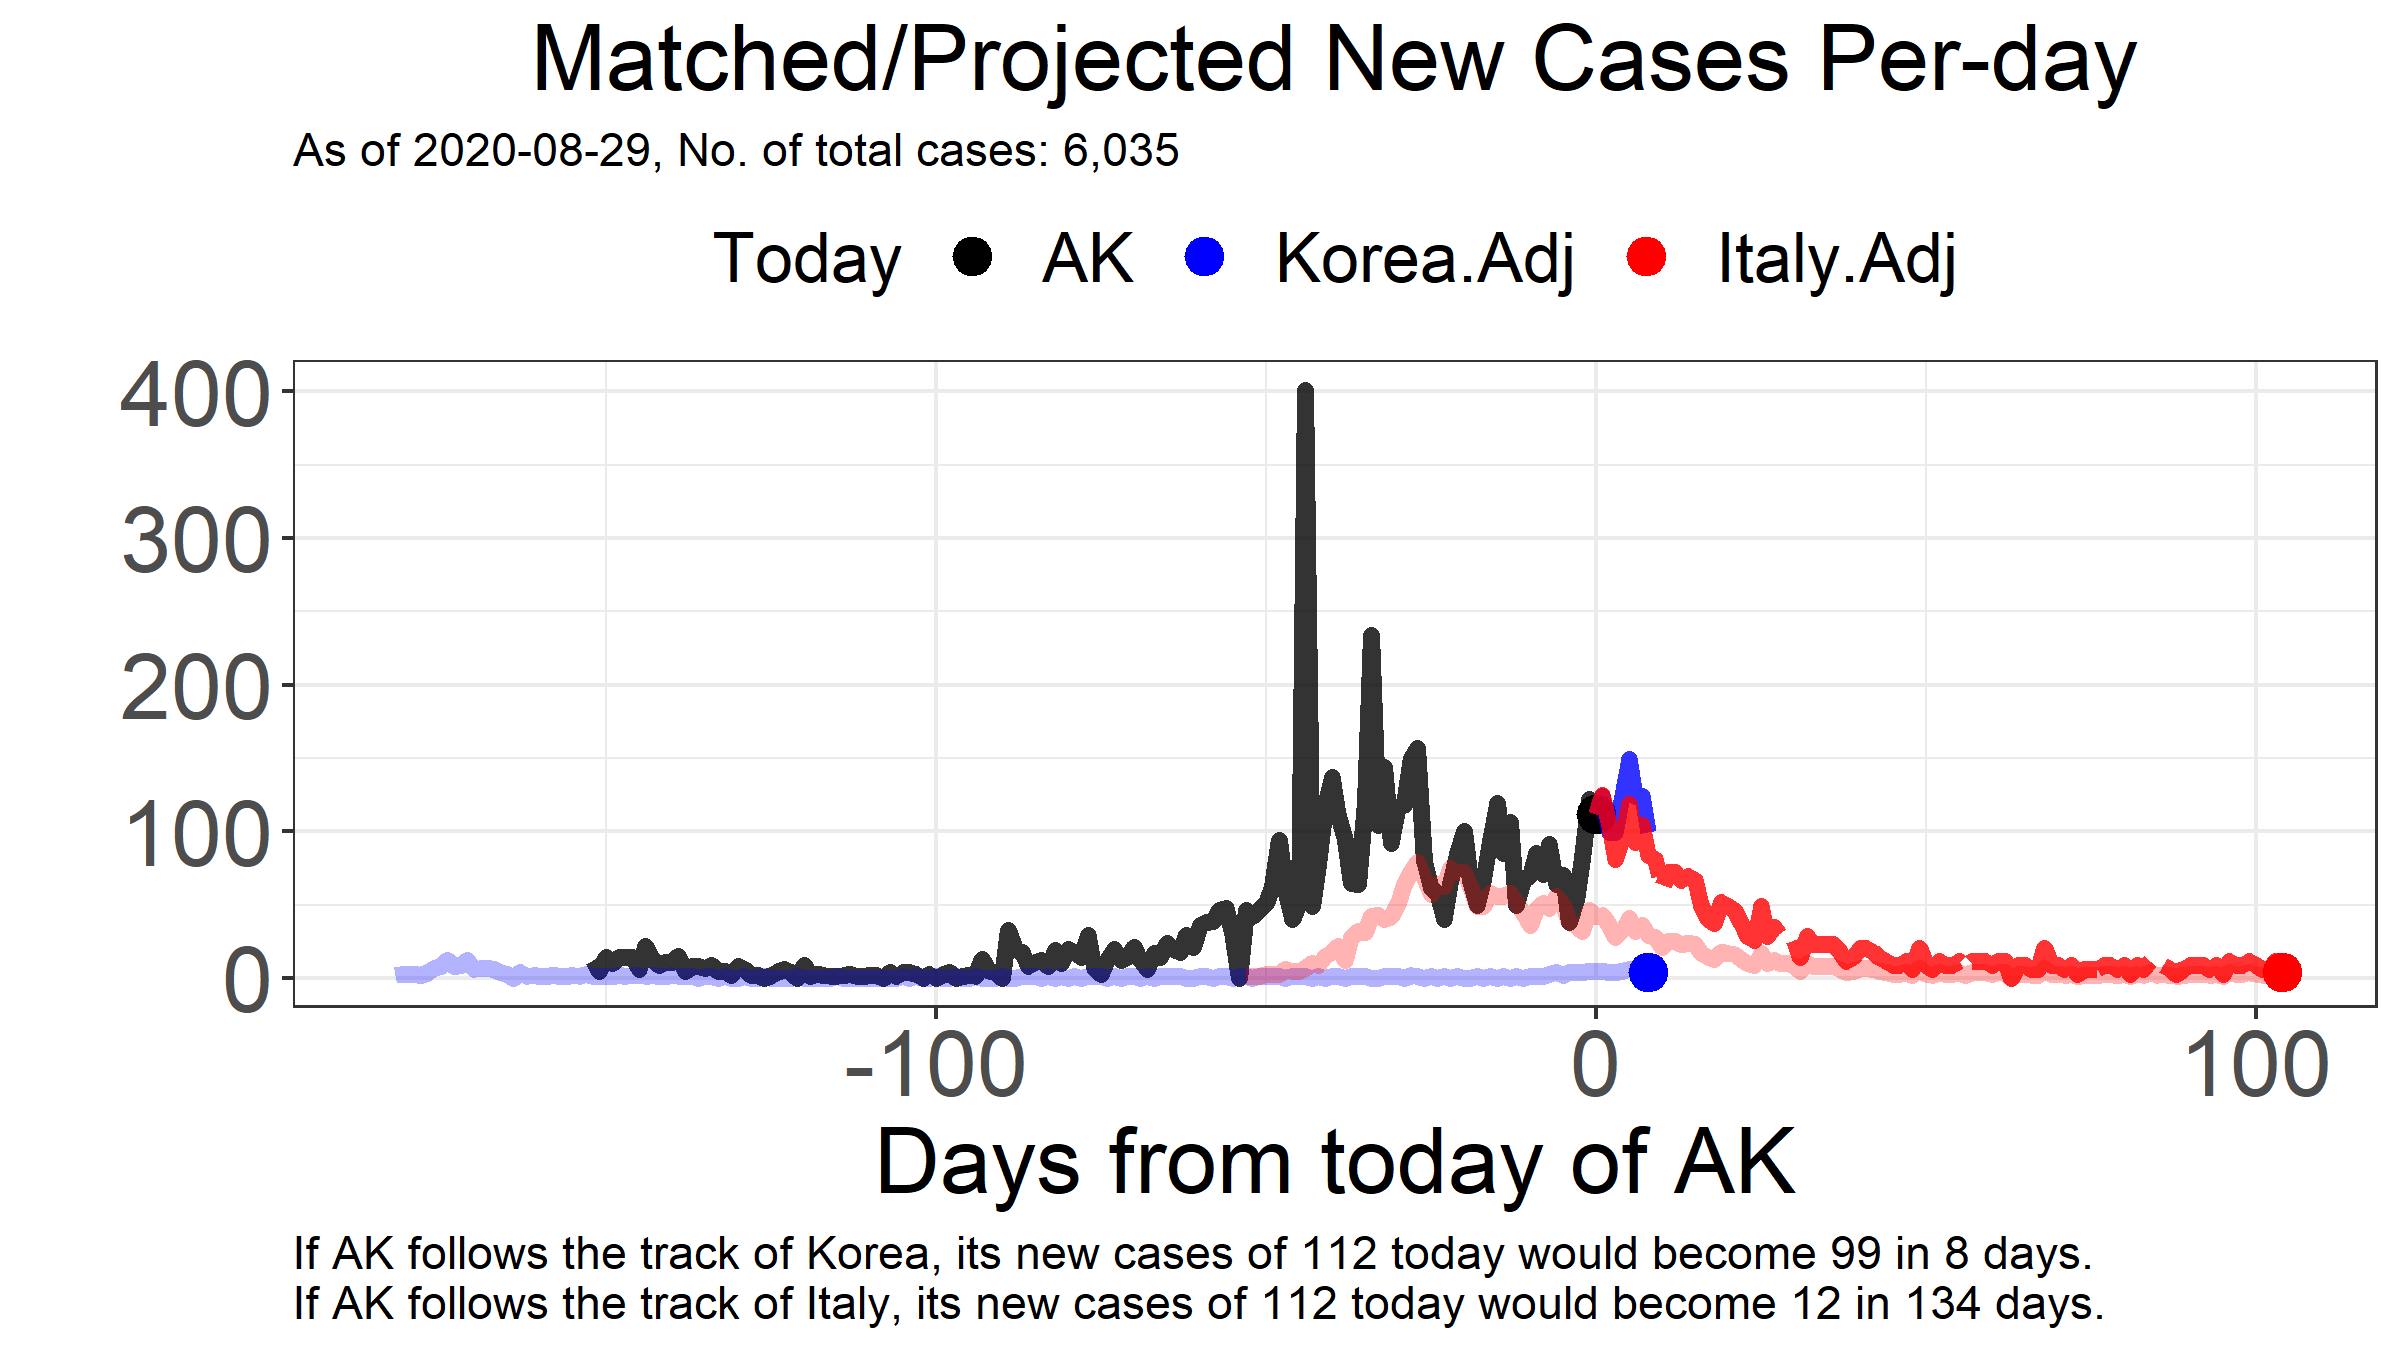 Matched/Projected New Cases Per-day
As of 2020-08-29, No. of total cases: 6,035
Today AK Korea.Adj Italy.Adj
400
300
200
100
0
-100 0 100
Days from today of AK
If AK follows the track of Korea, its new cases of 112 today would become 99 in 8 days.
If AK follows the track of Italy, its new cases of 112 today would become 12 in 134 days.